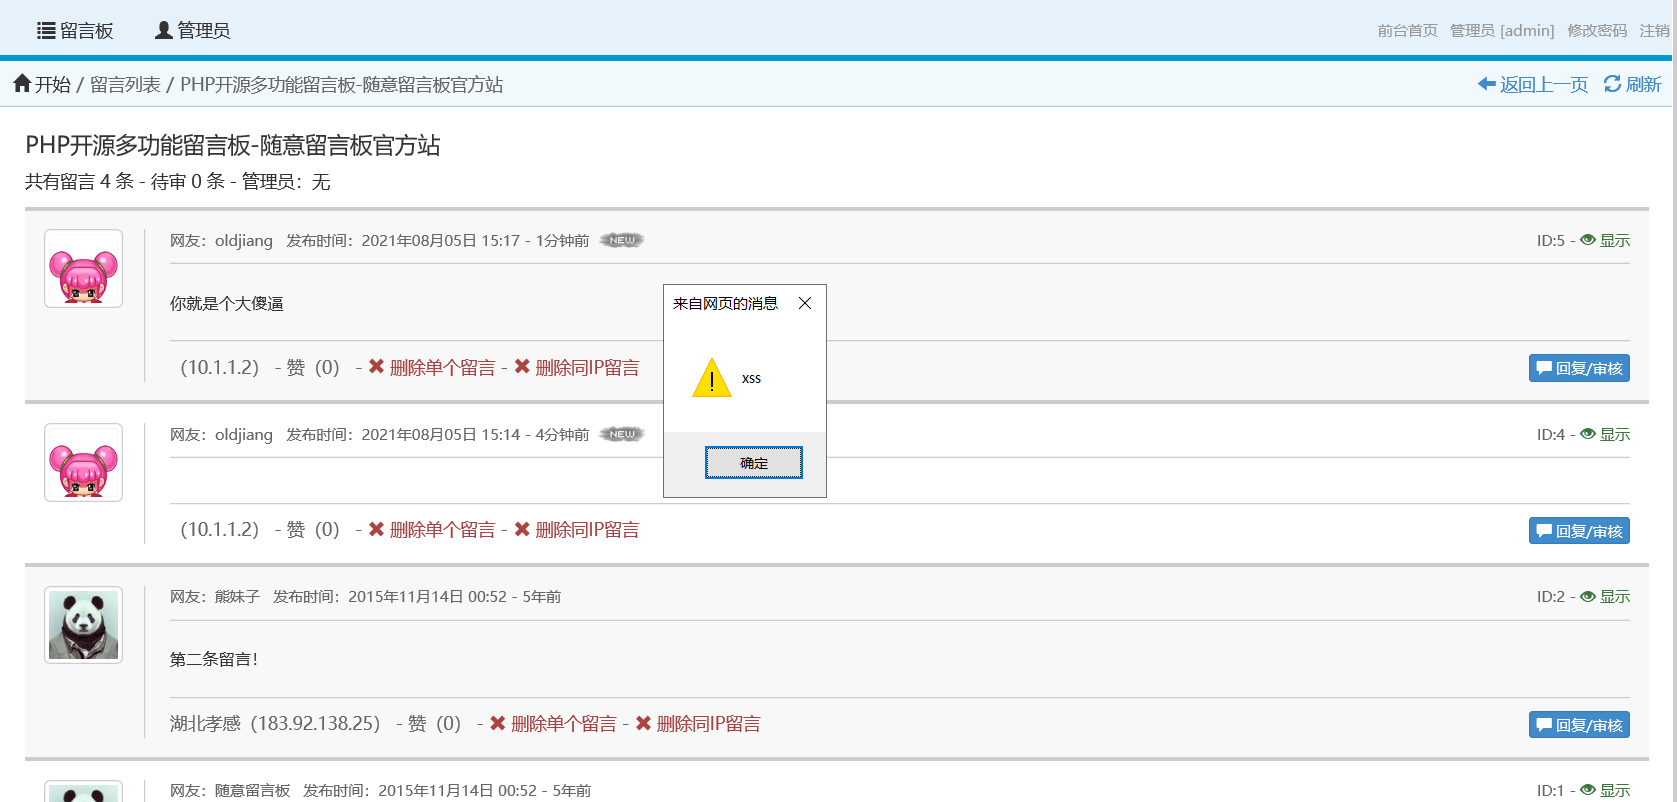 留言板 管理员 前台首页 管理员 [admin] 修改密码 注销
开始 / 留言列表 / PHP开源多功能留言板-随意留言板官方站 返回上一页 刷新
PHP开源多功能留言板-随意留言板官方站
共有留言 4 条 - 待审 0 条 - 管理员：无
网友：oldjiang 发布时间：2021年08月05日 15:17 - 1分钟前 NEW ID:5 - 显示
你就是个大傻逼
（10.1.1.2） - 赞（0） - 删除单个留言 - 删除同IP留言 回复/审核
来自网页的消息
xss
确定
网友：oldjiang 发布时间：2021年08月05日 15:14 - 4分钟前 NEW ID:4 - 显示
（10.1.1.2） - 赞（0） - 删除单个留言 - 删除同IP留言 回复/审核
网友：熊妹子 发布时间：2015年11月14日 00:52 - 5年前 ID:2 - 显示
第二条留言！
湖北孝感（183.92.138.25） - 赞（0） - 删除单个留言 - 删除同IP留言 回复/审核
网友：随意留言板 发布时间：2015年11月14日 00:52 - 5年前 ID:1 - 显示